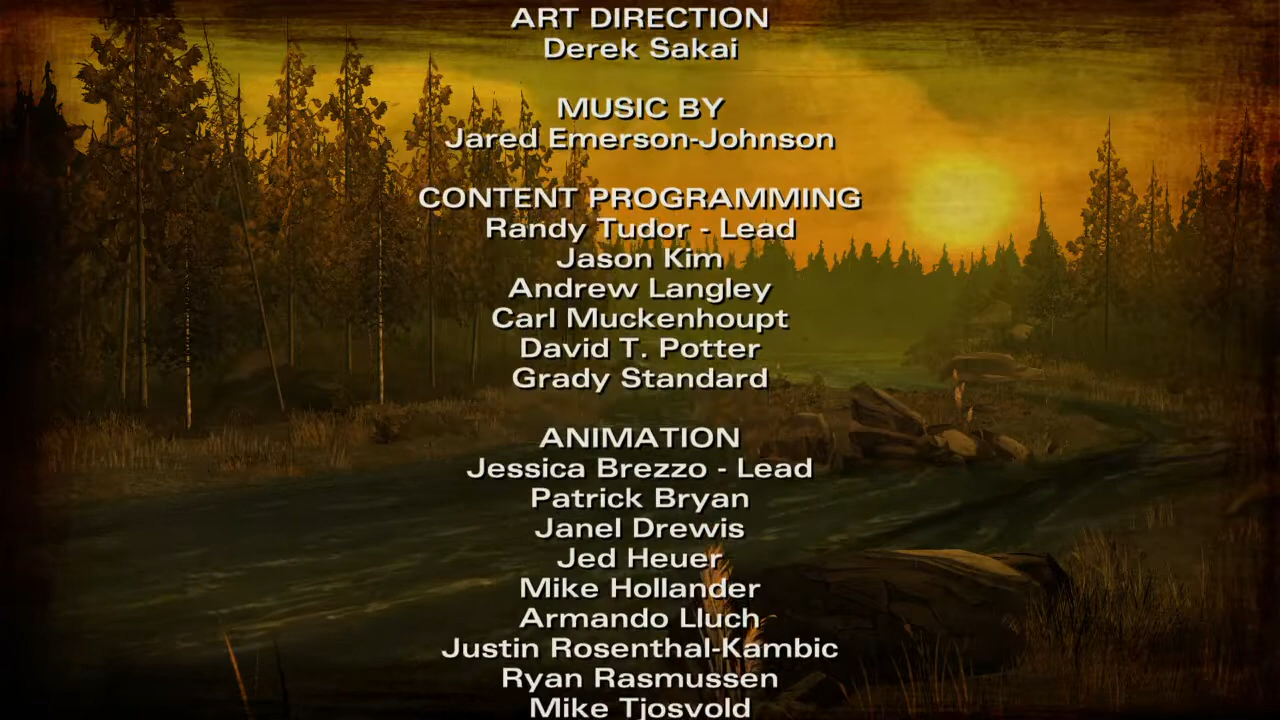 ART DIRECTION
Derek Sakai
MUSIC BY
Jared Emerson-Johnson
CONTENT PROGRAMMING
Randy Tudor - Lead
Jason Kim
Andrew Langley
Carl Muckenhoupt
David T. Potter
Grady Standard
ANIMATION
Jessica Brezzo - Lead
Patrick Bryan
Janel Drewis
Jed Heuer
Mike Hollander
Armando Lluch
Justin Rosenthal-Kambic
Ryan Rasmussen
Mike Tjosvold